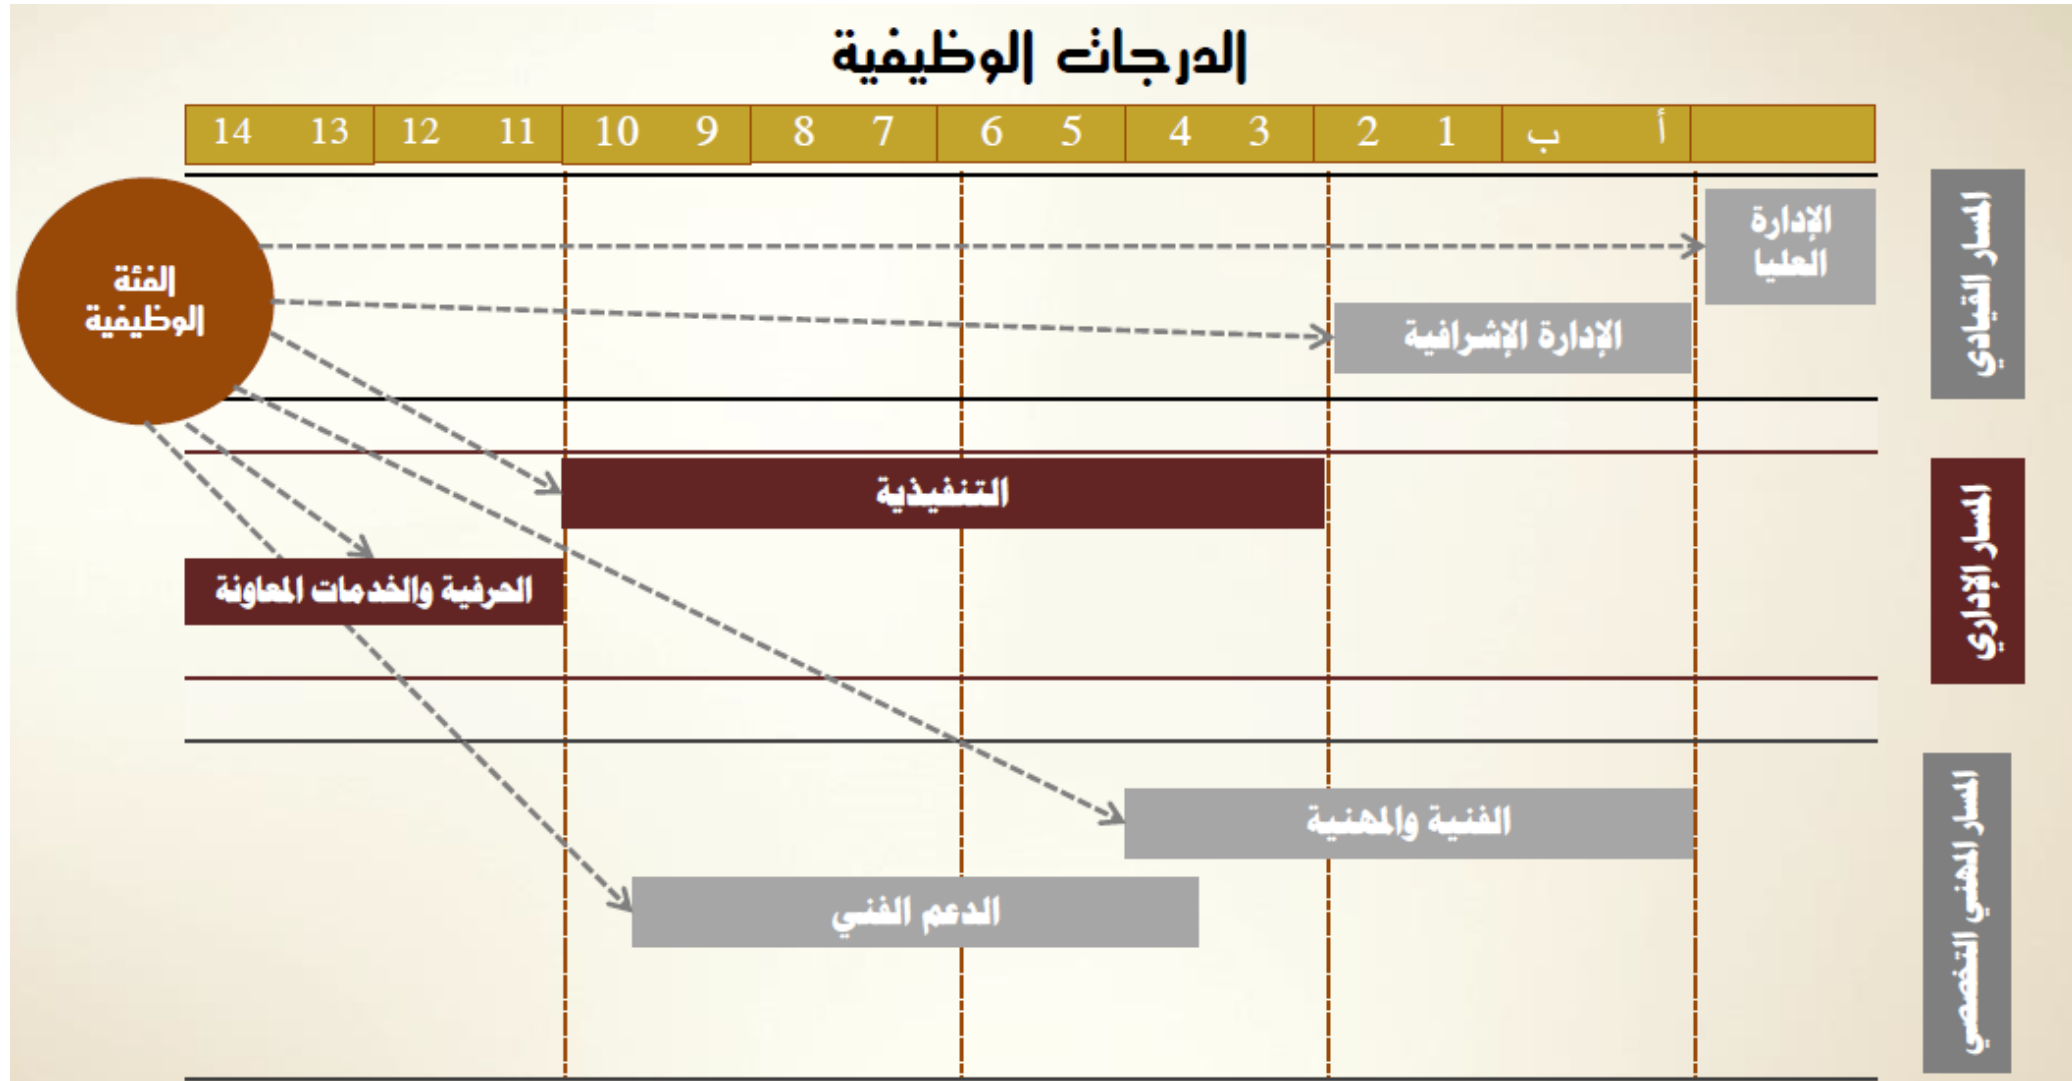 الدرجات الوظيفية
أ ب 1 2 3 4 5 6 7 8 9 10 11 12 13 14
المسار القيادي
الإدارة
العليا
الإدارة الإشرافية
الفئة
الوظيفية
المسار الإداري
التنفيذية
الحرفية والخدمات المعاونة
المسار المهني التخصصي
الفنية والمهنية
الدعم الفني